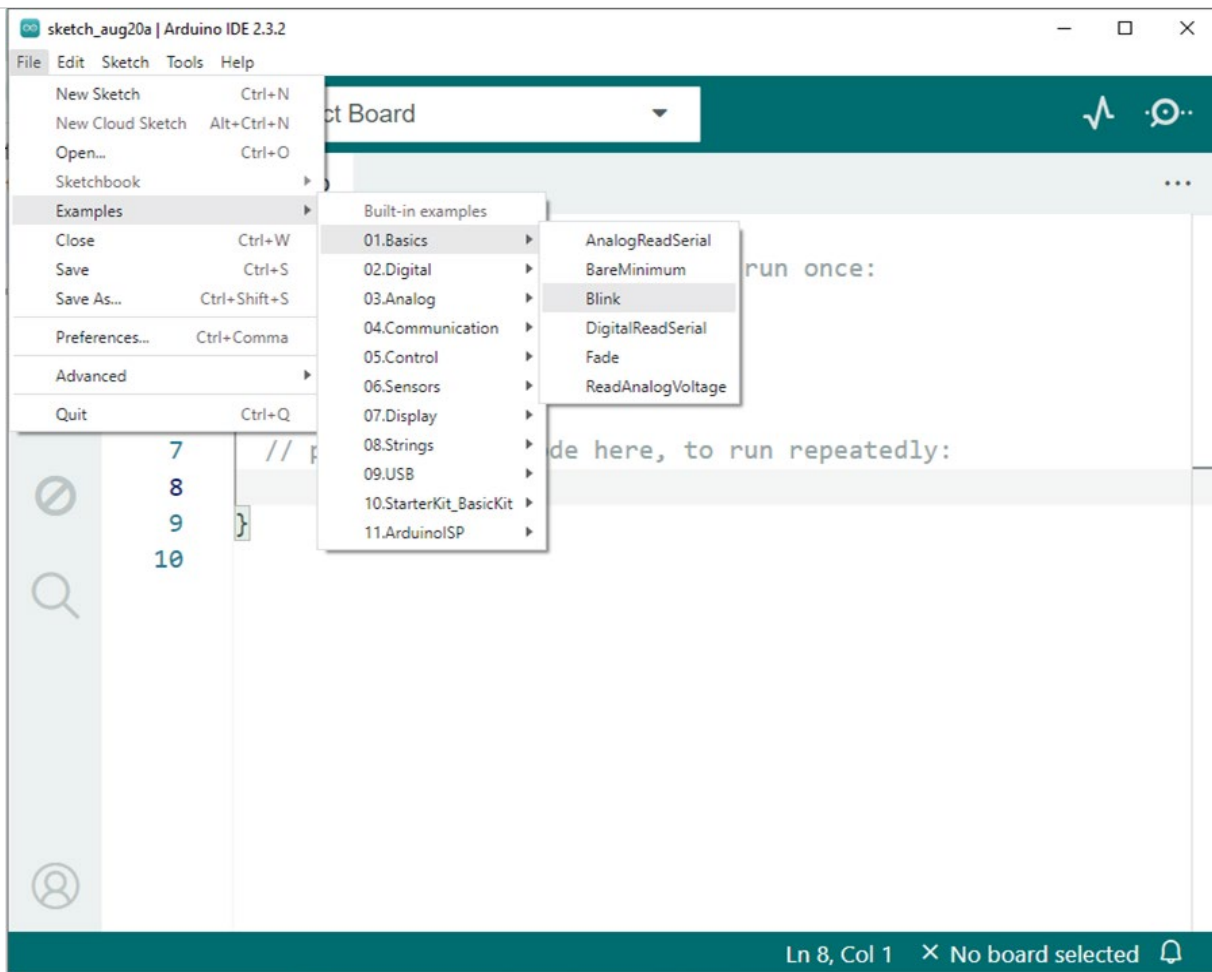 sketch_aug20a | Arduino IDE 2.3.2
File Edit Sketch Tools Help
New Sketch Ctrl+N
New Cloud Sketch Alt+Ctrl+N
Open... Ctrl+O
Sketchbook
Examples
Close Ctrl+W
Save Ctrl+S
Save As... Ctrl+Shift+S
Preferences... Ctrl+Comma
Advanced
Quit Ctrl+Q
Built-in examples
01.Basics
02.Digital
03.Analog
04.Communication
05.Control
06.Sensors
07.Display
08.Strings
09.USB
10.StarterKit_BasicKit
11.ArduinoISP
AnalogReadSerial
BareMinimum
Blink
DigitalReadSerial
Fade
ReadAnalogVoltage
ct Board
run once:
7 // p de here, to run repeatedly:
8
9 }
10
Ln 8, Col 1 × No board selected